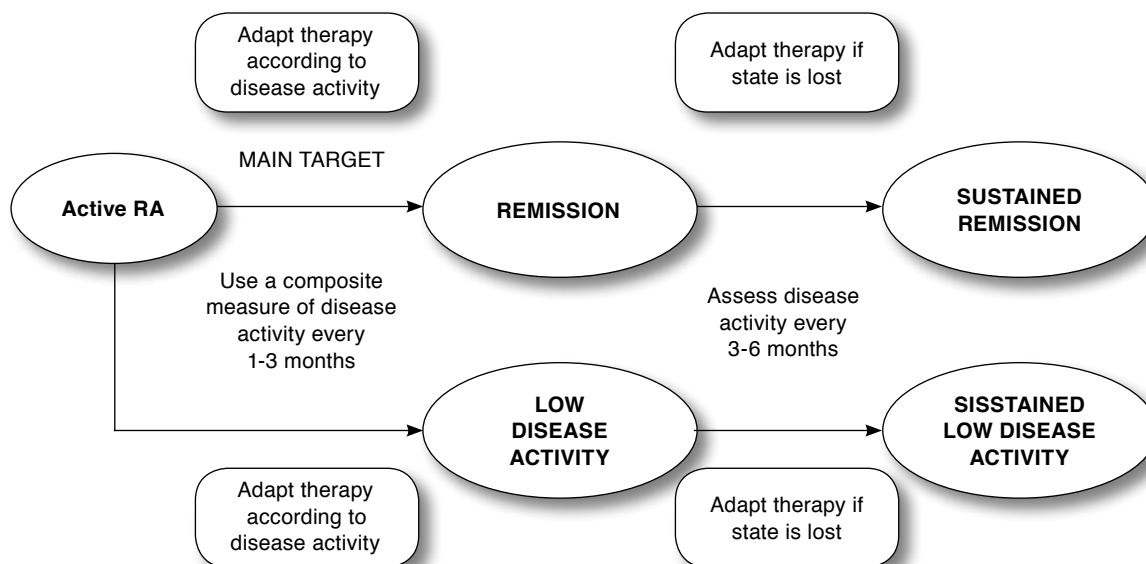 Adapt therapy
according to
disease activity
Adapt therapy if
state is lost
MAIN TARGET
Active RA
REMISSION
SUSTAINED
REMISSION
Use a composite
measure of disease
activity every
1-3 months
Assess disease
activity every
3-6 months
LOW
DISEASE
ACTIVITY
SISSTAINED
LOW DISEASE
ACTIVITY
Adapt therapy
according to
disease activity
Adapt therapy if
state is lost